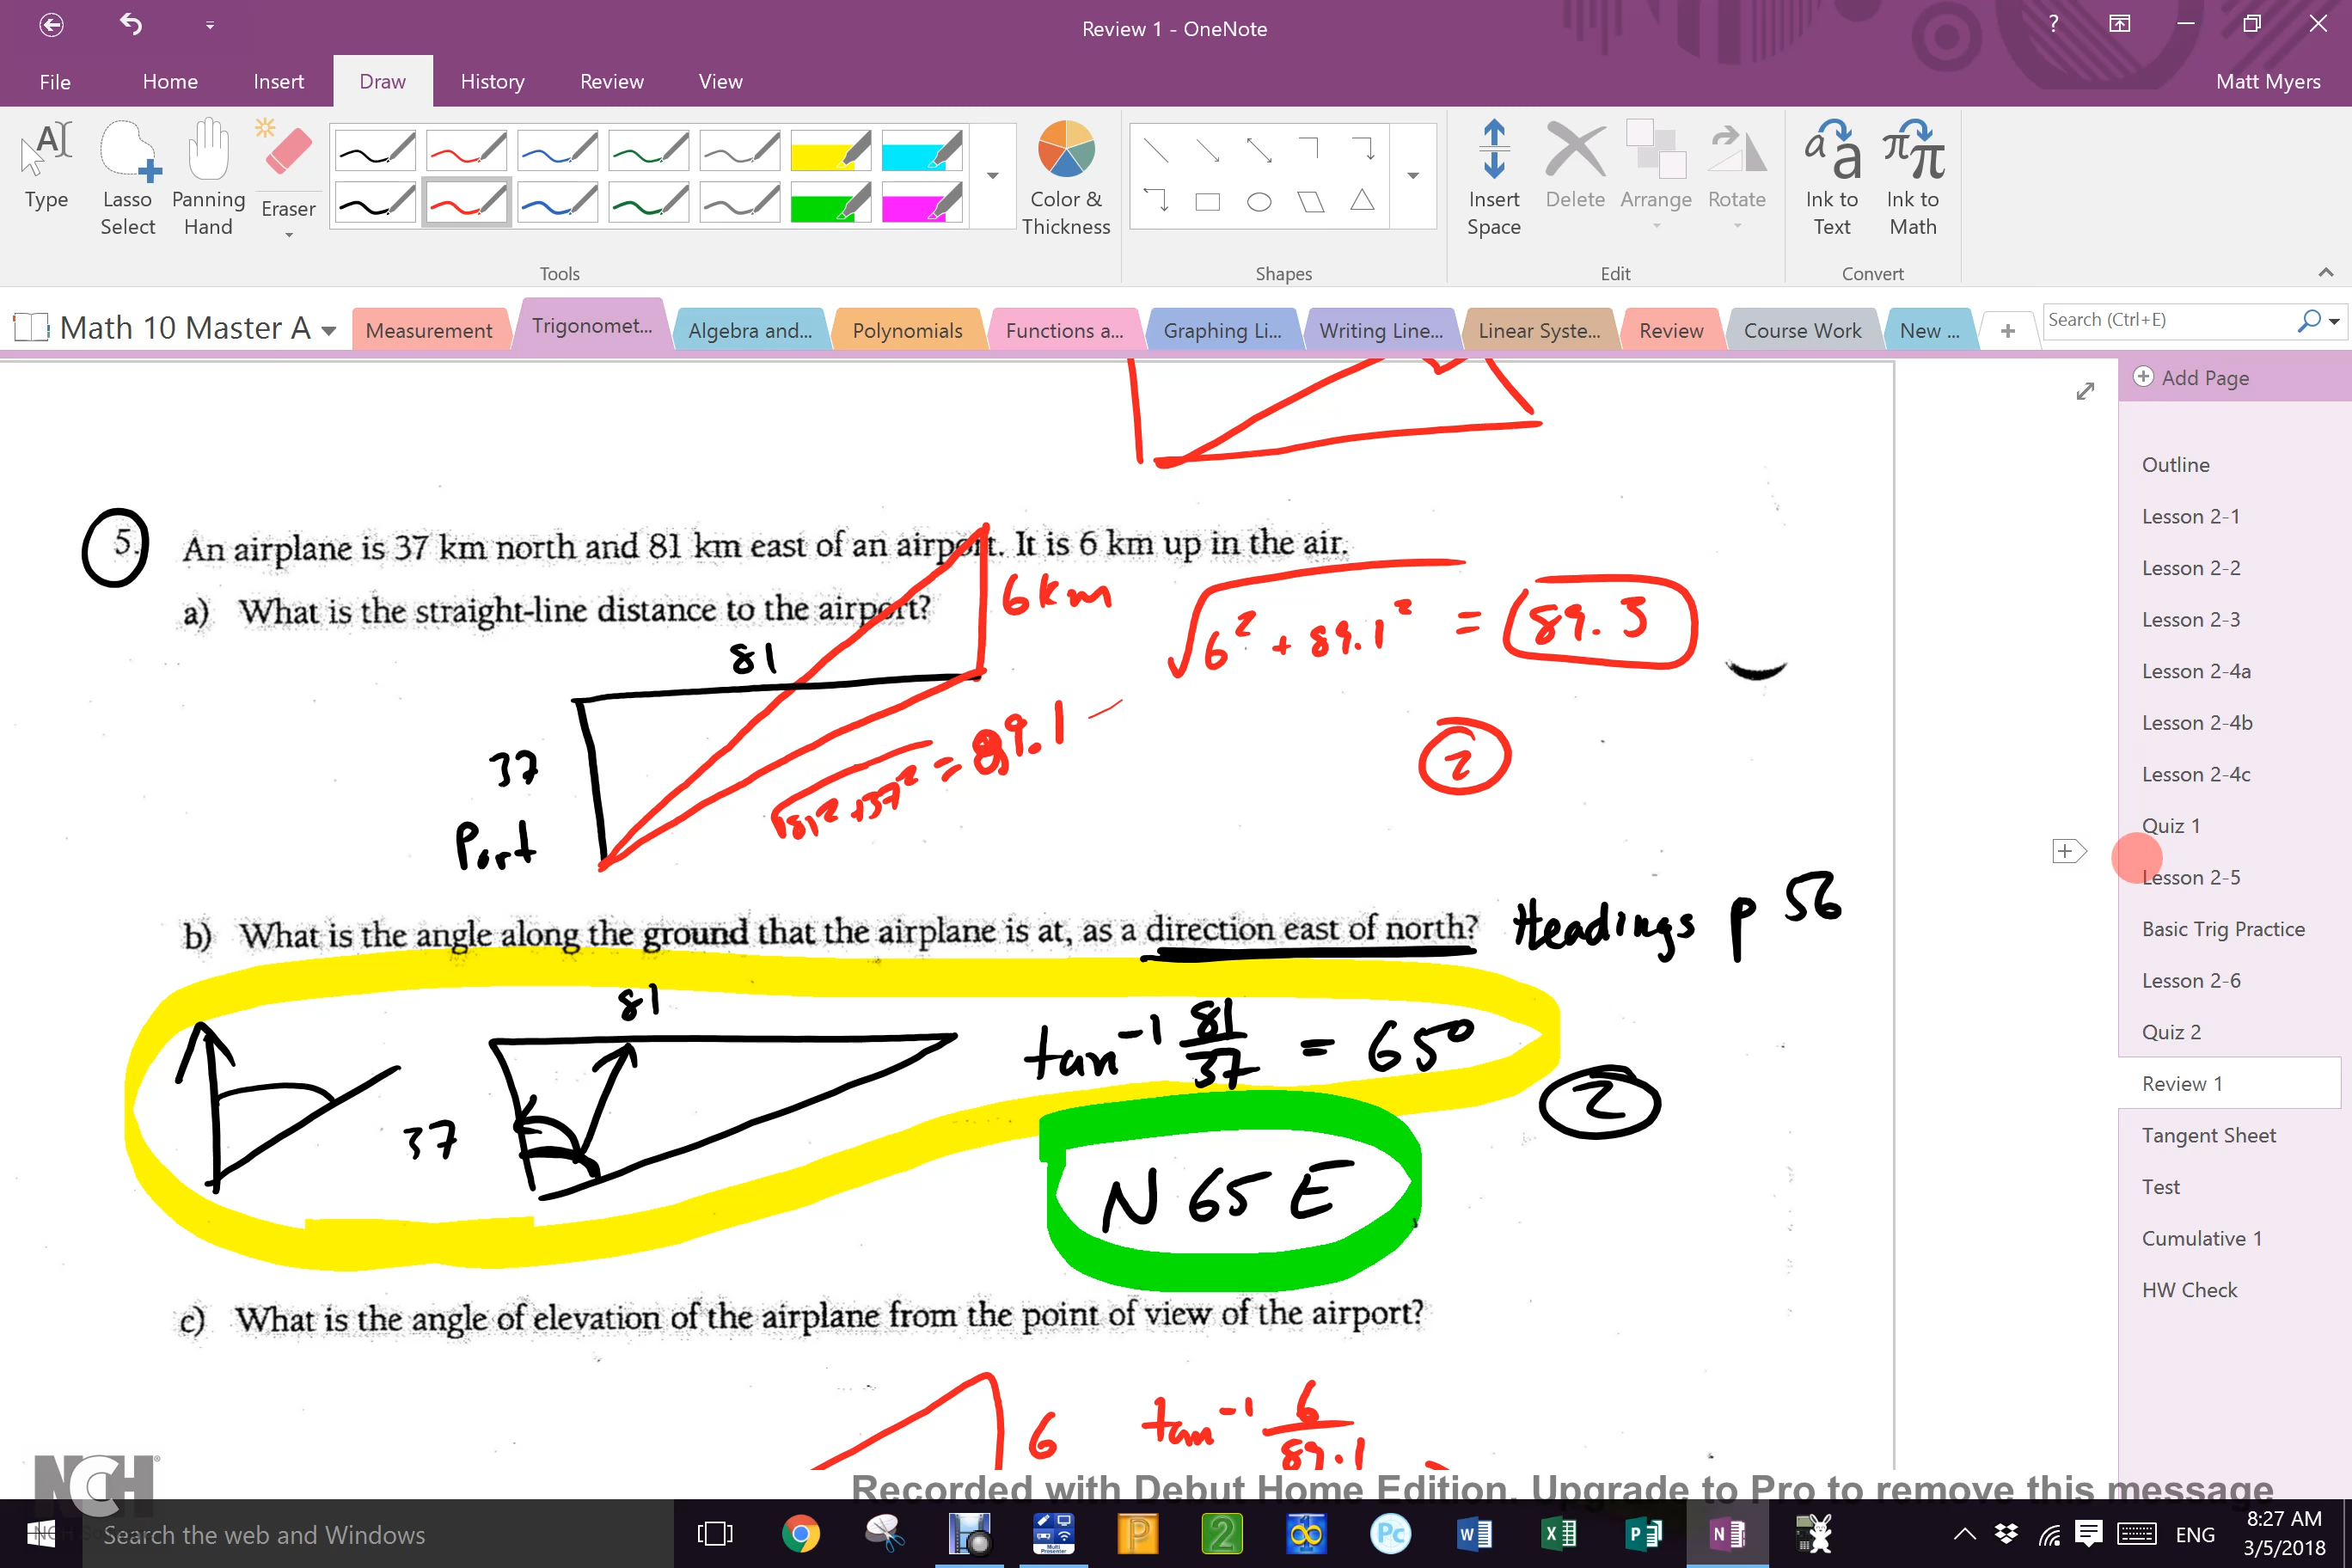 Review 1 - OneNote
?
File Home Insert Draw History Review View Matt Myers
Type
Lasso Select
Panning Hand
Eraser
Color & Thickness
Insert Space
Delete
Arrange
Rotate
Ink to Text
Ink to Math
Tools Shapes Edit Convert
Math 10 Master A Measurement Trigonomet... Algebra and... Polynomials Functions a... Graphing Li... Writing Line... Linear Syste... Review Course Work New ... + Search (Ctrl+E)
Add Page
Outline
Lesson 2-1
Lesson 2-2
Lesson 2-3
Lesson 2-4a
Lesson 2-4b
Lesson 2-4c
Quiz 1
Lesson 2-5
Basic Trig Practice
Lesson 2-6
Quiz 2
Review 1
Tangent Sheet
Test
Cumulative 1
HW Check
5. An airplane is 37 km north and 81 km east of an airport. It is 6 km up in the air.
a) What is the straight-line distance to the airport?
6 km
√6² + 89.1² = 89.3
81
37
√81² + 37² = 89.1
2
Port
b) What is the angle along the ground that the airplane is at, as a direction east of north? Headings p 56
81
37
tan⁻¹ 81/37 = 65°
2
N 65 E
c) What is the angle of elevation of the airplane from the point of view of the airport?
6 tan⁻¹ 6/89.1
NCH
Recorded with Debut Home Edition. Upgrade to Pro to remove this message
Search the web and Windows
ENG
8:27 AM
3/5/2018